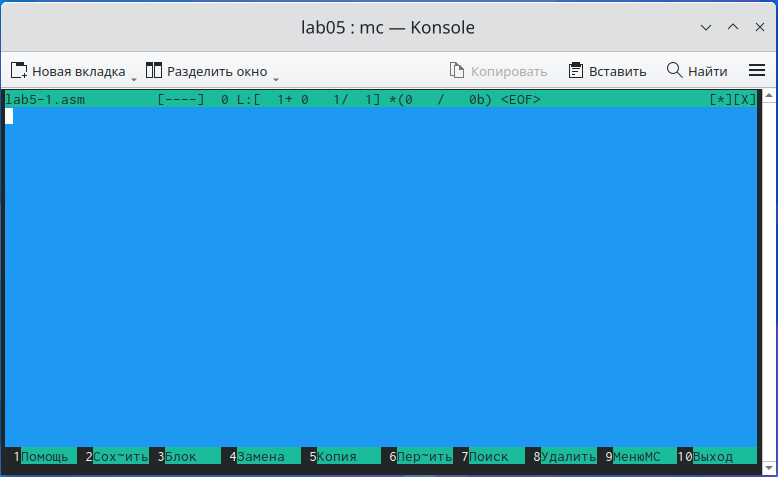 lab05 : mc — Konsole
Новая вкладка Разделить окно Копировать Вставить Найти
lab5-1.asm [----] 0 L:[ 1+ 0 1/ 1] *(0 / 0b) <EOF> [*][X]
1Помощь 2Сох~ить 3Блок 4Замена 5Копия 6Пер~ить 7Поиск 8Удалить 9МенюМС 10Выход